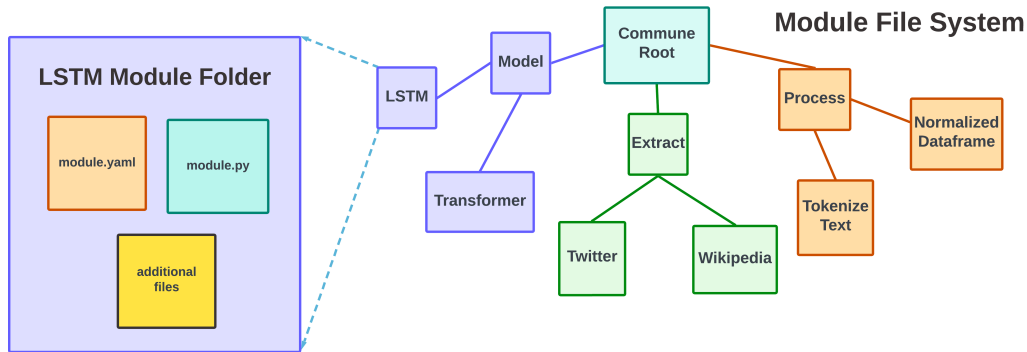 Module File System
LSTM Module Folder
module.yaml
module.py
additional
files
LSTM
Model
Transformer
Commune
Root
Extract
Twitter
Wikipedia
Process
Normalized
Dataframe
Tokenize
Text